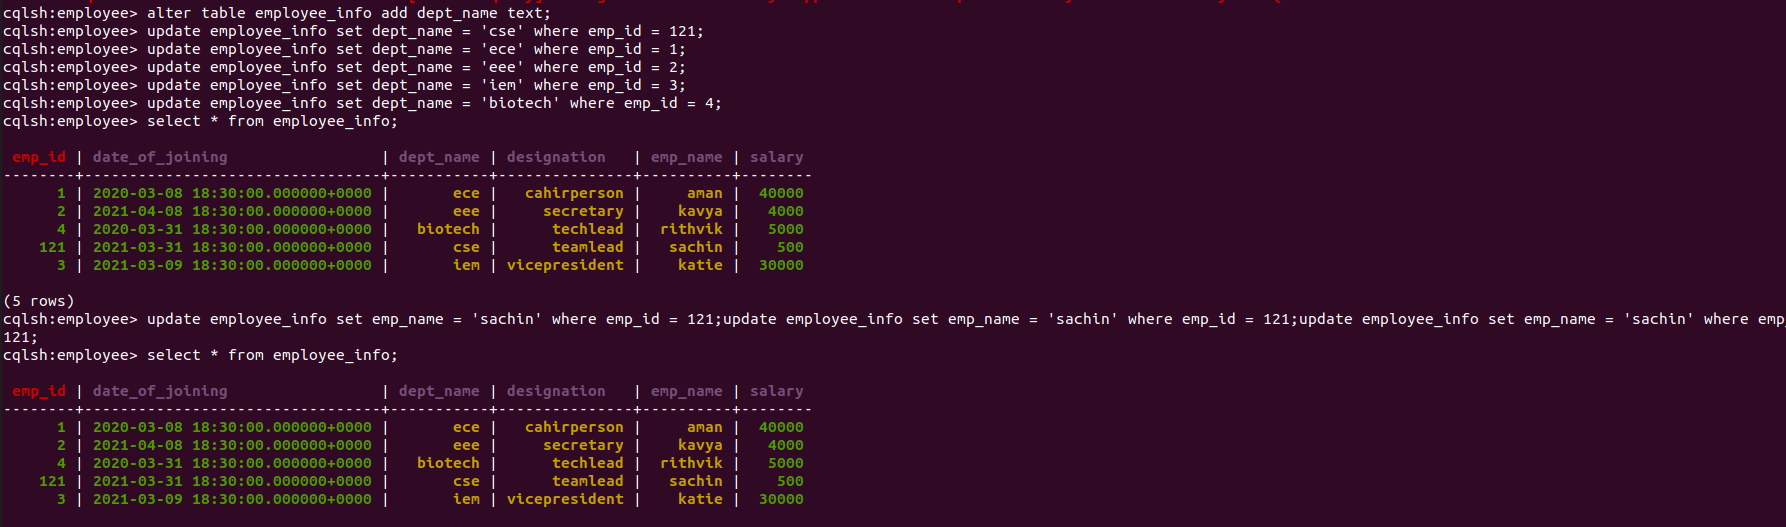 cqlsh:employee> alter table employee_info add dept_name text;
cqlsh:employee> update employee_info set dept_name = 'cse' where emp_id = 121;
cqlsh:employee> update employee_info set dept_name = 'ece' where emp_id = 1;
cqlsh:employee> update employee_info set dept_name = 'eee' where emp_id = 2;
cqlsh:employee> update employee_info set dept_name = 'iem' where emp_id = 3;
cqlsh:employee> update employee_info set dept_name = 'biotech' where emp_id = 4;
cqlsh:employee> select * from employee_info;
 emp_id | date_of_joining                 | dept_name | designation   | emp_name | salary
--------+---------------------------------+-----------+---------------+----------+--------
      1 | 2020-03-08 18:30:00.000000+0000 |       ece |   cahirperson |     aman |  40000
      2 | 2021-04-08 18:30:00.000000+0000 |       eee |     secretary |    kavya |   4000
      4 | 2020-03-31 18:30:00.000000+0000 |   biotech |      techlead |  rithvik |   5000
    121 | 2021-03-31 18:30:00.000000+0000 |       cse |      teamlead |   sachin |    500
      3 | 2021-03-09 18:30:00.000000+0000 |       iem | vicepresident |    katie |  30000
(5 rows)
cqlsh:employee> update employee_info set emp_name = 'sachin' where emp_id = 121;update employee_info set emp_name = 'sachin' where emp_id = 121;update employee_info set emp_name = 'sachin' where emp_
121;
cqlsh:employee> select * from employee_info;
 emp_id | date_of_joining                 | dept_name | designation   | emp_name | salary
--------+---------------------------------+-----------+---------------+----------+--------
      1 | 2020-03-08 18:30:00.000000+0000 |       ece |   cahirperson |     aman |  40000
      2 | 2021-04-08 18:30:00.000000+0000 |       eee |     secretary |    kavya |   4000
      4 | 2020-03-31 18:30:00.000000+0000 |   biotech |      techlead |  rithvik |   5000
    121 | 2021-03-31 18:30:00.000000+0000 |       cse |      teamlead |   sachin |    500
      3 | 2021-03-09 18:30:00.000000+0000 |       iem | vicepresident |    katie |  30000